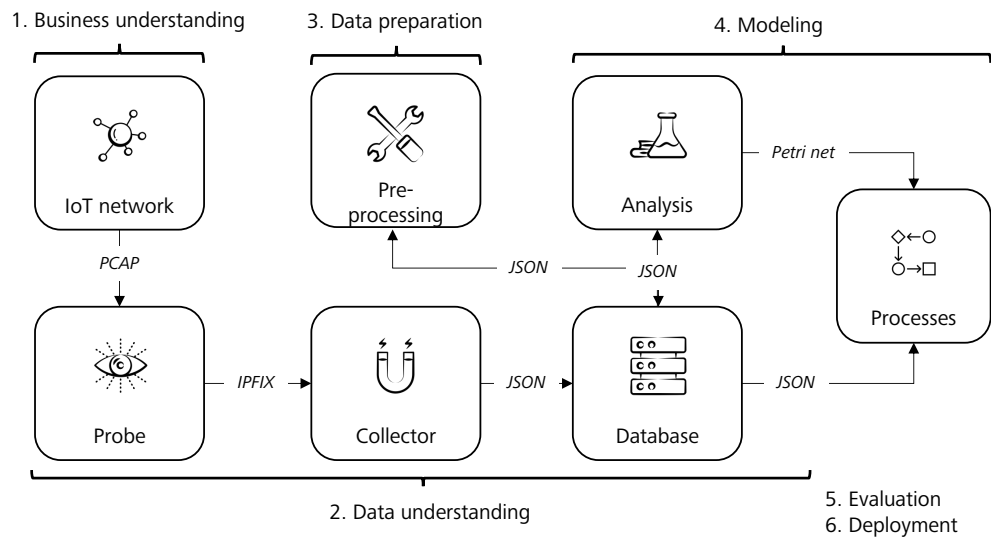 1. Business understanding
3. Data preparation
4. Modeling
IoT network
Pre-
processing
Analysis
Petri net
PCAP
JSON
JSON
Processes
Probe
IPFIX
Collector
JSON
Database
JSON
2. Data understanding
5. Evaluation
6. Deployment